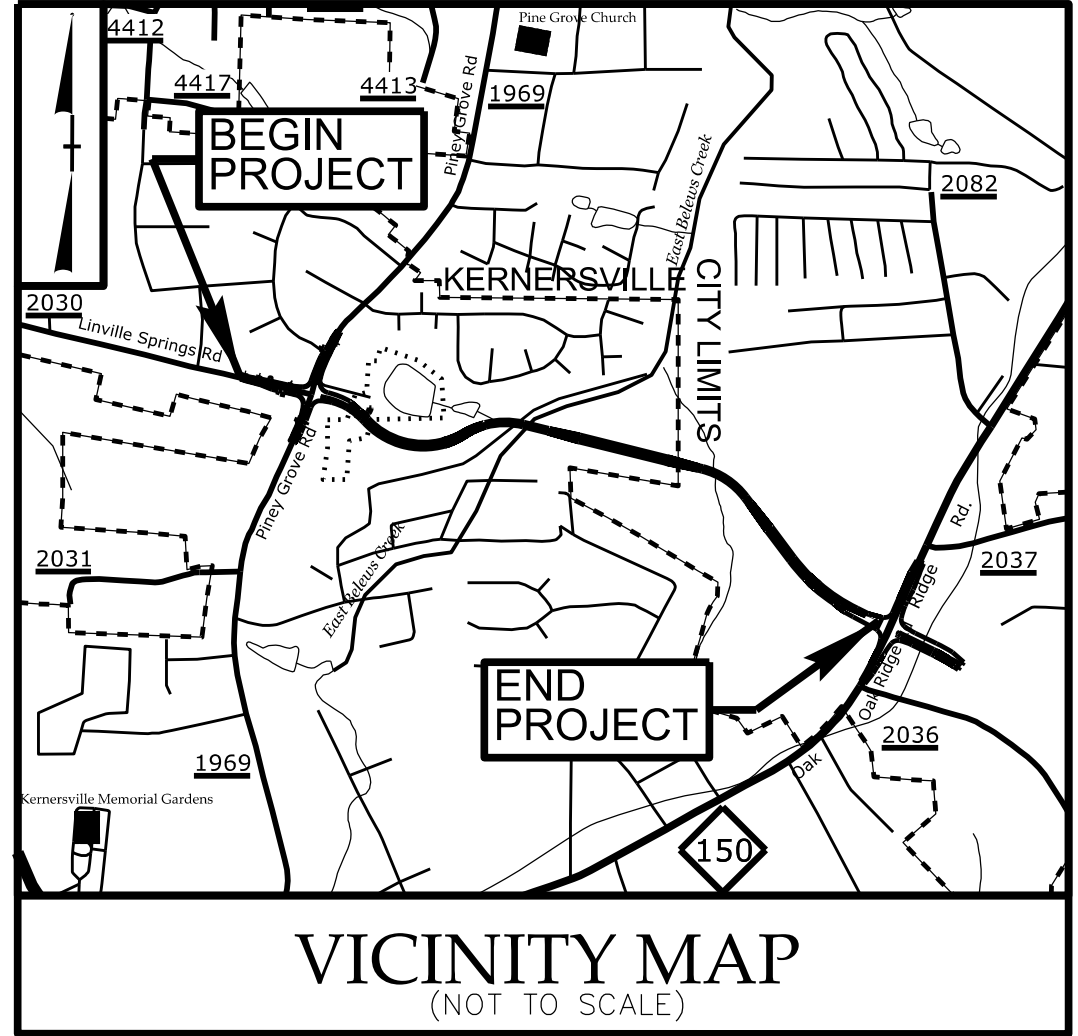 Pine Grove Church
4412
4417
4413
1969
Piney Grove Rd
BEGIN
PROJECT
East Belews Creek
2082
KERNERSVILLE
CITY LIMITS
2030
Linville Springs Rd
Piney Grove Rd
Rd.
2031
2037
East Belews Creek
Ridge
END
PROJECT
Oak Ridge
2036
1969
Oak
Kernersville Memorial Gardens
150
VICINITY MAP
(NOT TO SCALE)